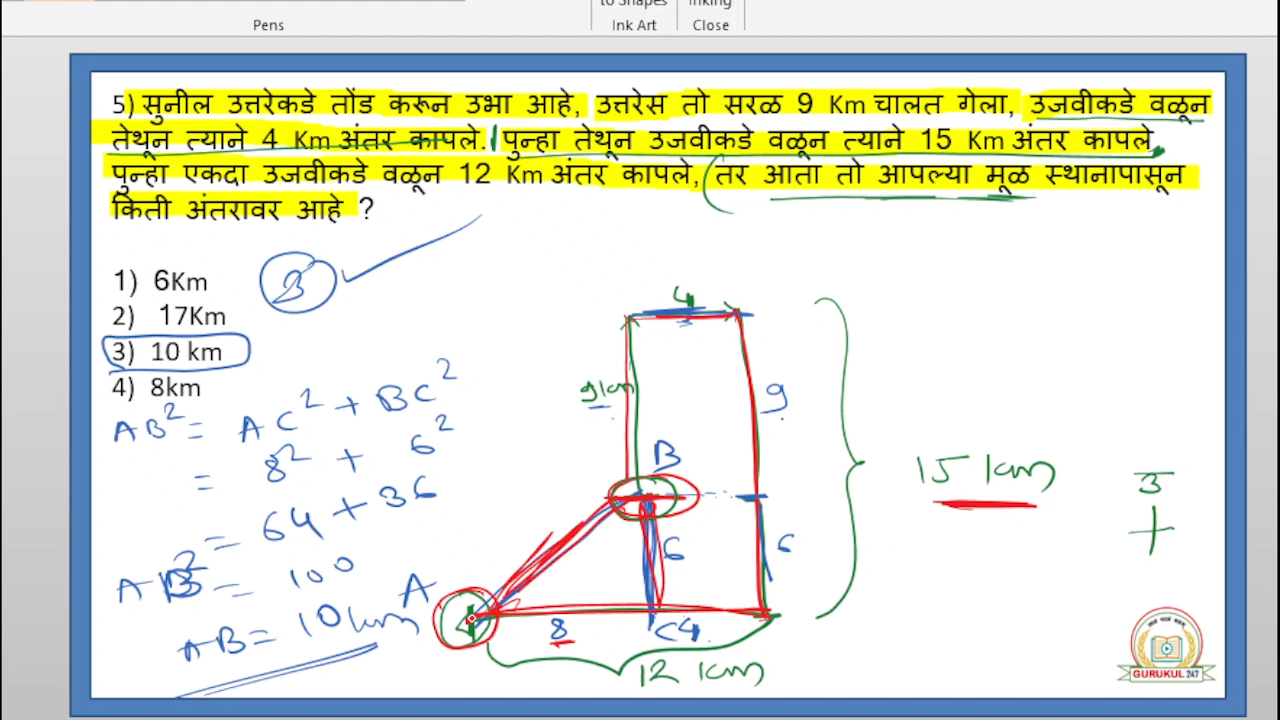 to Shapes
Inking
Pens
Ink Art
Close
5) सुनील उत्तरेकडे तोंड करून उभा आहे, उत्तरेस तो सरळ 9 Km चालत गेला, उजवीकडे वळून
तेथून त्याने 4 Km अंतर कापले. पुन्हा तेथून उजवीकडे वळून त्याने 15 Km अंतर कापले,
पुन्हा एकदा उजवीकडे वळून 12 Km अंतर कापले, तर आता तो आपल्या मूळ स्थानापासून
किती अंतरावर आहे ?
1) 6Km
2) 17Km
3) 10 km
4) 8km
3
4
9km
9
B
15 km
6
6
A
8
C4
12 km
AB² = AC² + BC²
= 8² + 6²
= 64 + 36
AB² = 100
AB = 10 km
GURUKUL 247